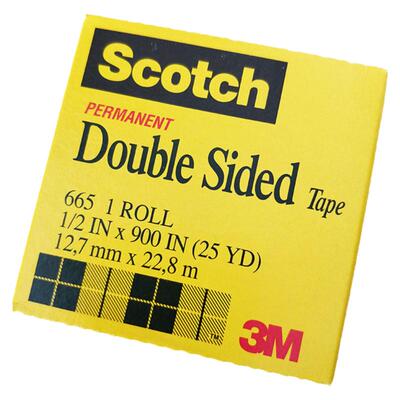 Scotch
PERMANENT
Double Sided Tape
665 1 ROLL
1/2 IN x 900 IN (25 YD)
12,7 mm x 22,8 m
3M